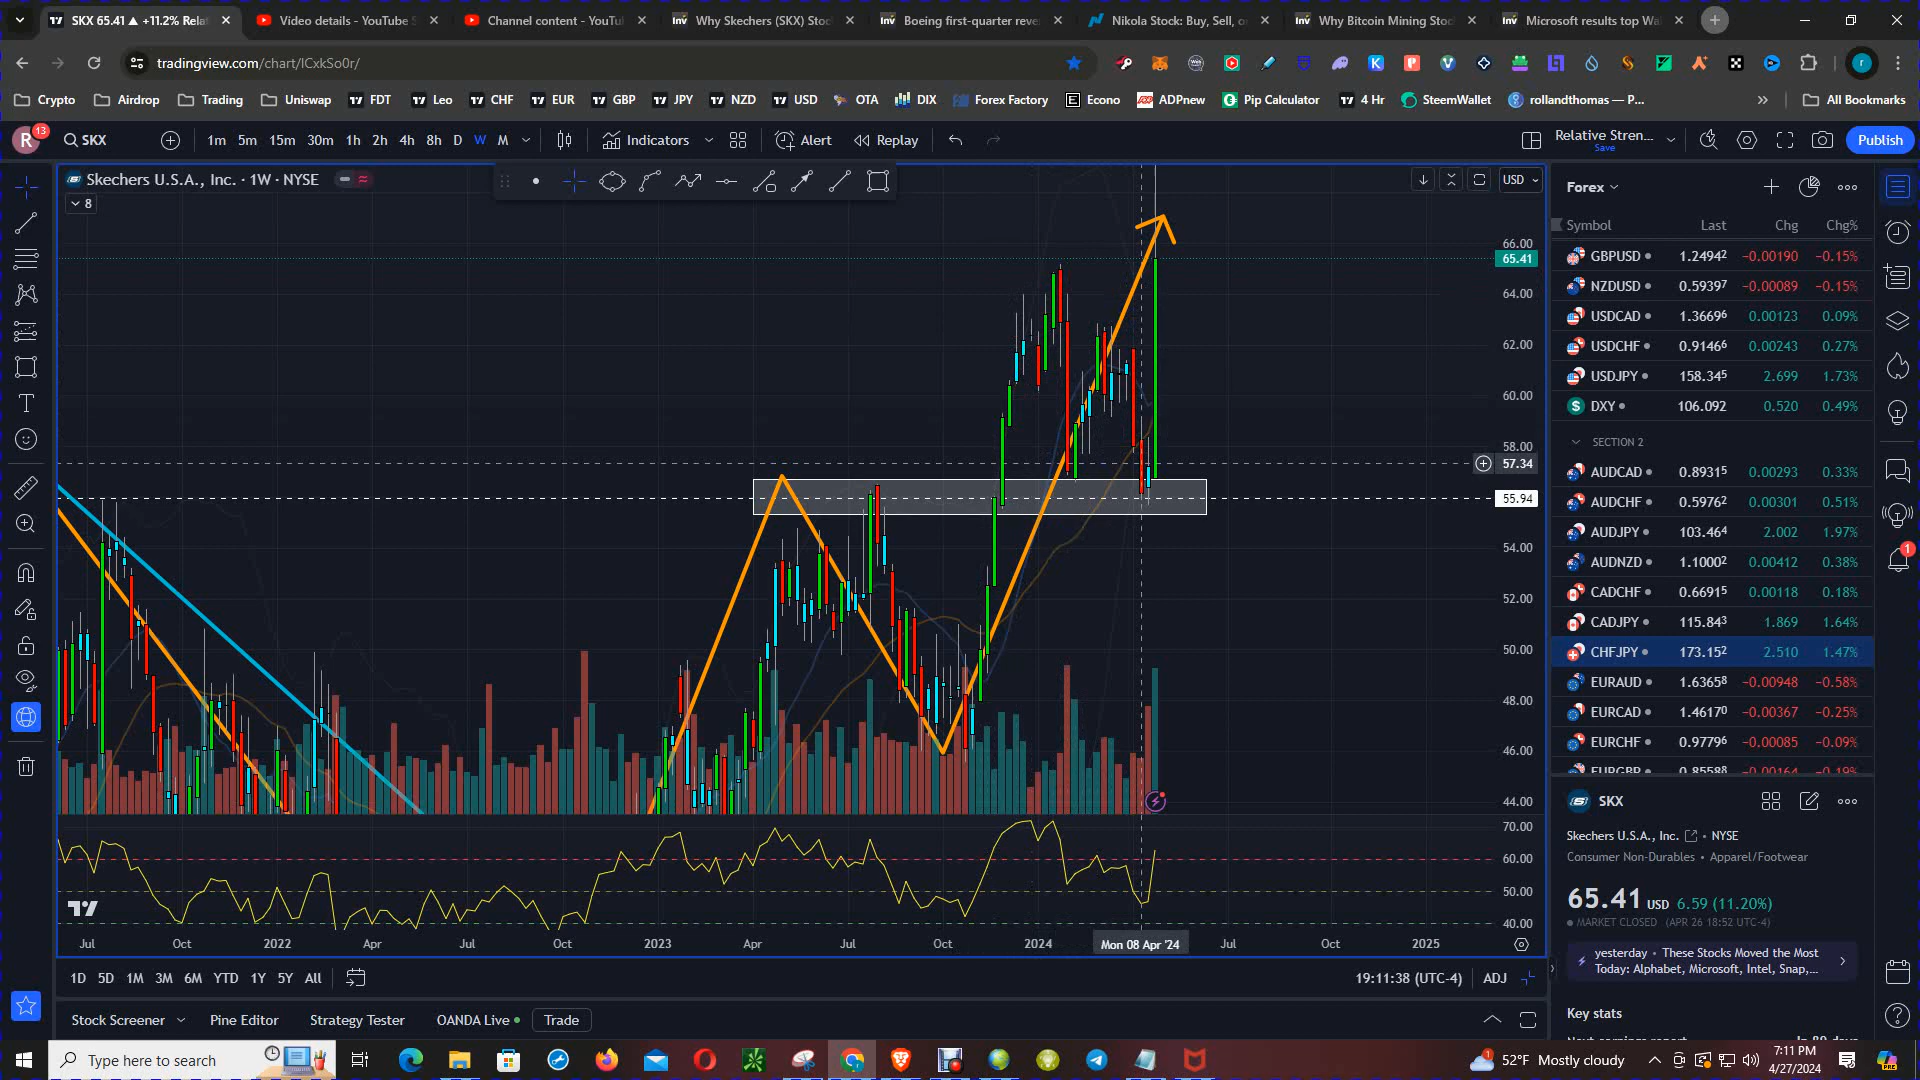 SKX 65.41 ▲ +11.2% Rela
Video details - YouTube S
Channel content - YouTu
Why Skechers (SKX) Stoc
Boeing first-quarter reve
Nikola Stock: Buy, Sell, o
Why Bitcoin Mining Stoc
Microsoft results top Wa
tradingview.com/chart/lCxkSo0r/
Crypto
Airdrop
Trading
Uniswap
FDT
Leo
CHF
EUR
GBP
JPY
NZD
USD
OTA
DIX
Forex Factory
Econo
ADPnew
Pip Calculator
4 Hr
SteemWallet
rollandthomas — P...
All Bookmarks
R 13
SKX
1m 5m 15m 30m 1h 2h 4h 8h D W M
Indicators
Alert
Replay
Relative Stren...
Save
Publish
Skechers U.S.A., Inc. · 1W · NYSE
8
USD
66.00
65.41
64.00
62.00
60.00
58.00
57.34
55.94
54.00
52.00
50.00
48.00
46.00
44.00
70.00
60.00
50.00
40.00
Jul Oct 2022 Apr Jul Oct 2023 Apr Jul Oct 2024 Mon 08 Apr '24 Jul Oct 2025
1D 5D 1M 3M 6M YTD 1Y 5Y All
19:11:38 (UTC-4) ADJ
Stock Screener
Pine Editor
Strategy Tester
OANDA Live
Trade
Forex
Symbol Last Chg Chg%
GBPUSD 1.24942 −0.00190 −0.15%
NZDUSD 0.59397 −0.00089 −0.15%
USDCAD 1.36696 0.00123 0.09%
USDCHF 0.91466 0.00243 0.27%
USDJPY 158.345 2.699 1.73%
DXY 106.092 0.520 0.49%
SECTION 2
AUDCAD 0.89315 0.00293 0.33%
AUDCHF 0.59762 0.00301 0.51%
AUDJPY 103.464 2.002 1.97%
AUDNZD 1.10002 0.00412 0.38%
CADCHF 0.66915 0.00118 0.18%
CADJPY 115.843 1.869 1.64%
CHFJPY 173.152 2.510 1.47%
EURAUD 1.63658 −0.00948 −0.58%
EURCAD 1.46170 −0.00367 −0.25%
EURCHF 0.97796 −0.00085 −0.09%
EURGBP 0.85588 −0.00164 −0.19%
SKX
Skechers U.S.A., Inc. • NYSE
Consumer Non-Durables • Apparel/Footwear
65.41 USD 6.59 (11.20%)
MARKET CLOSED (APR 26 18:52 UTC-4)
yesterday • These Stocks Moved the Most
Today: Alphabet, Microsoft, Intel, Snap,...
Key stats
Type here to search
52°F Mostly cloudy
7:11 PM
4/27/2024